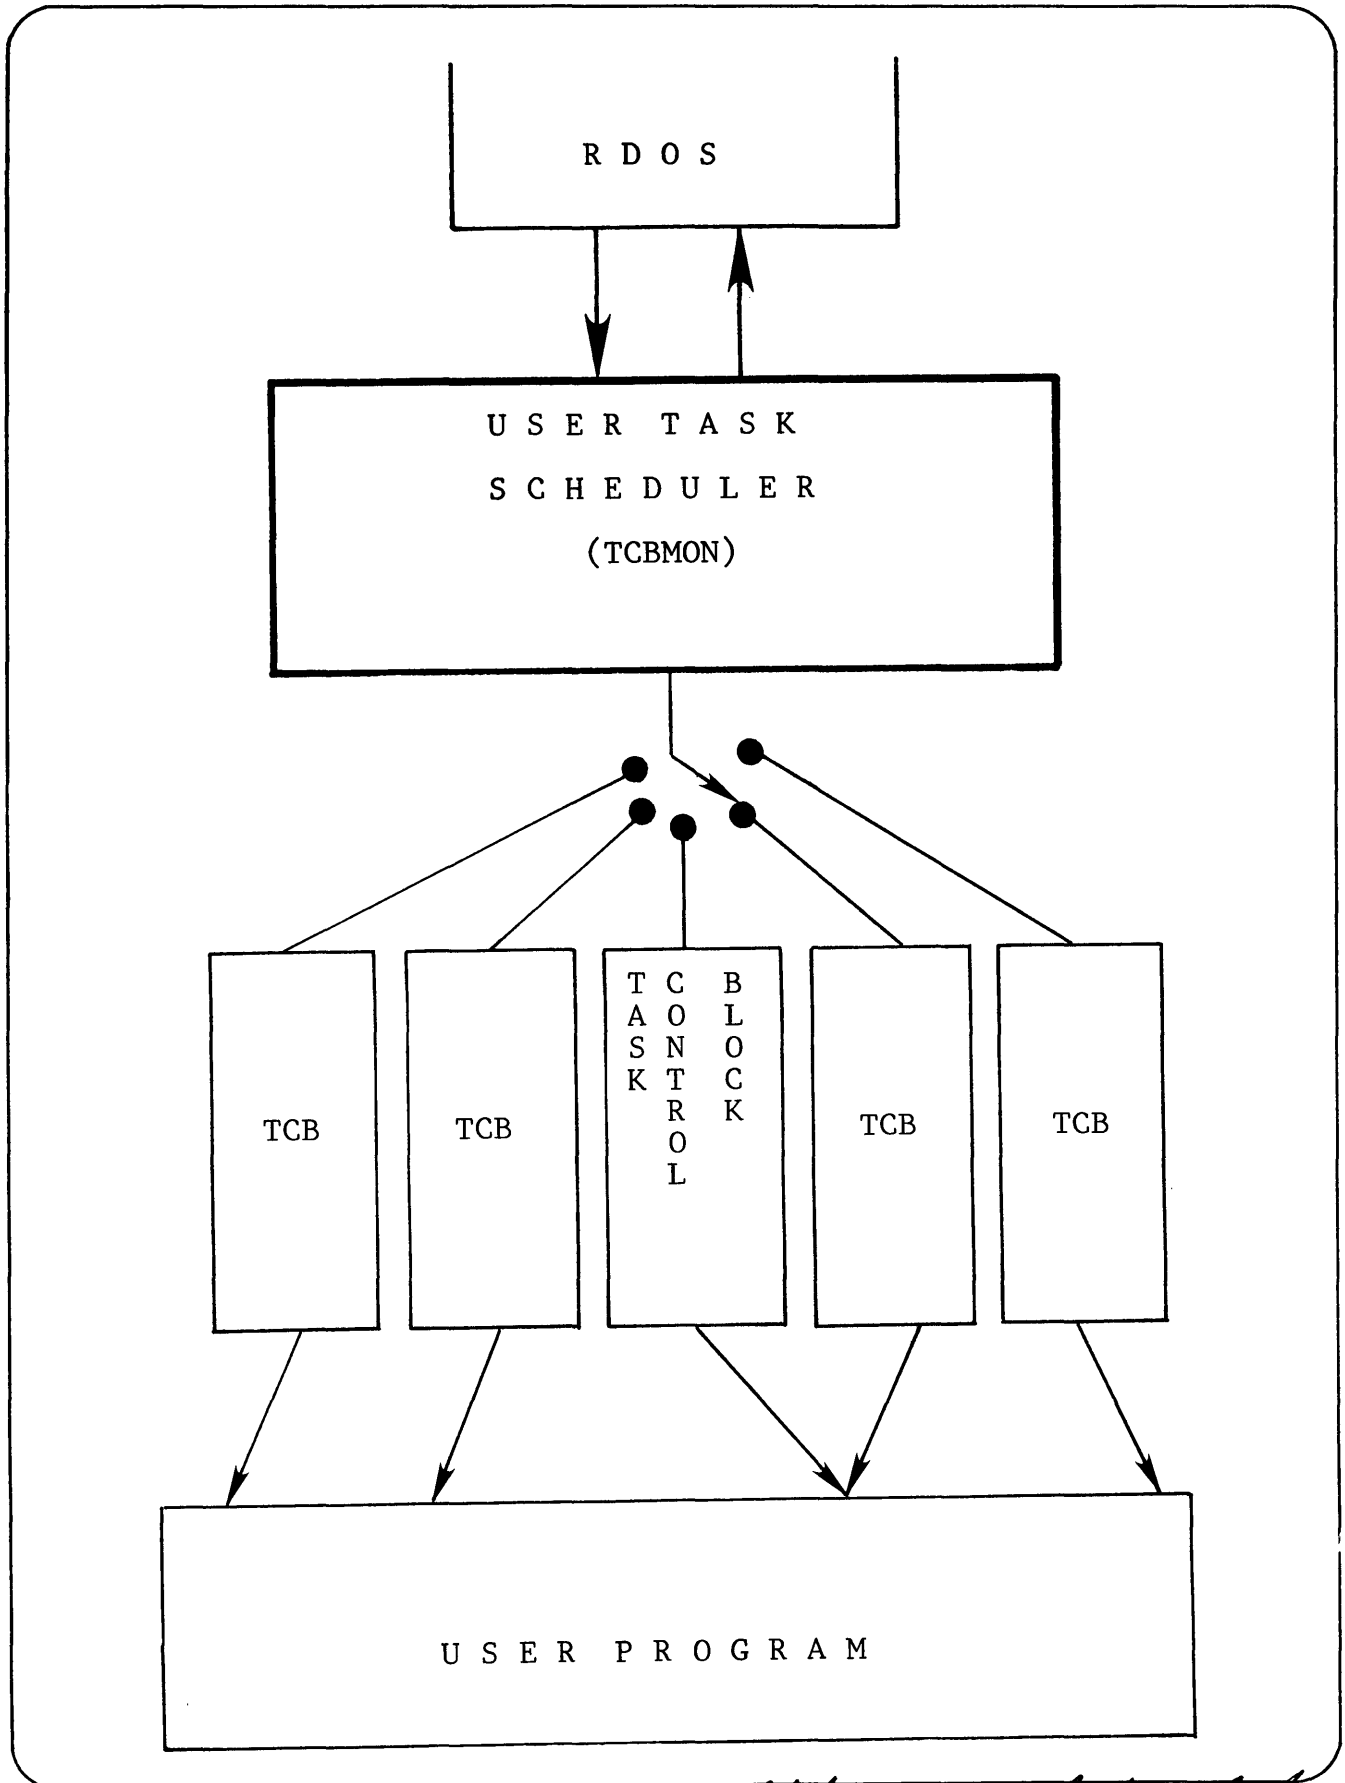 RDOS
USER TASK
SCHEDULER
(TCBMON)
TCB
TCB
TASK
CONTROL
BLOCK
TCB
TCB
USER PROGRAM